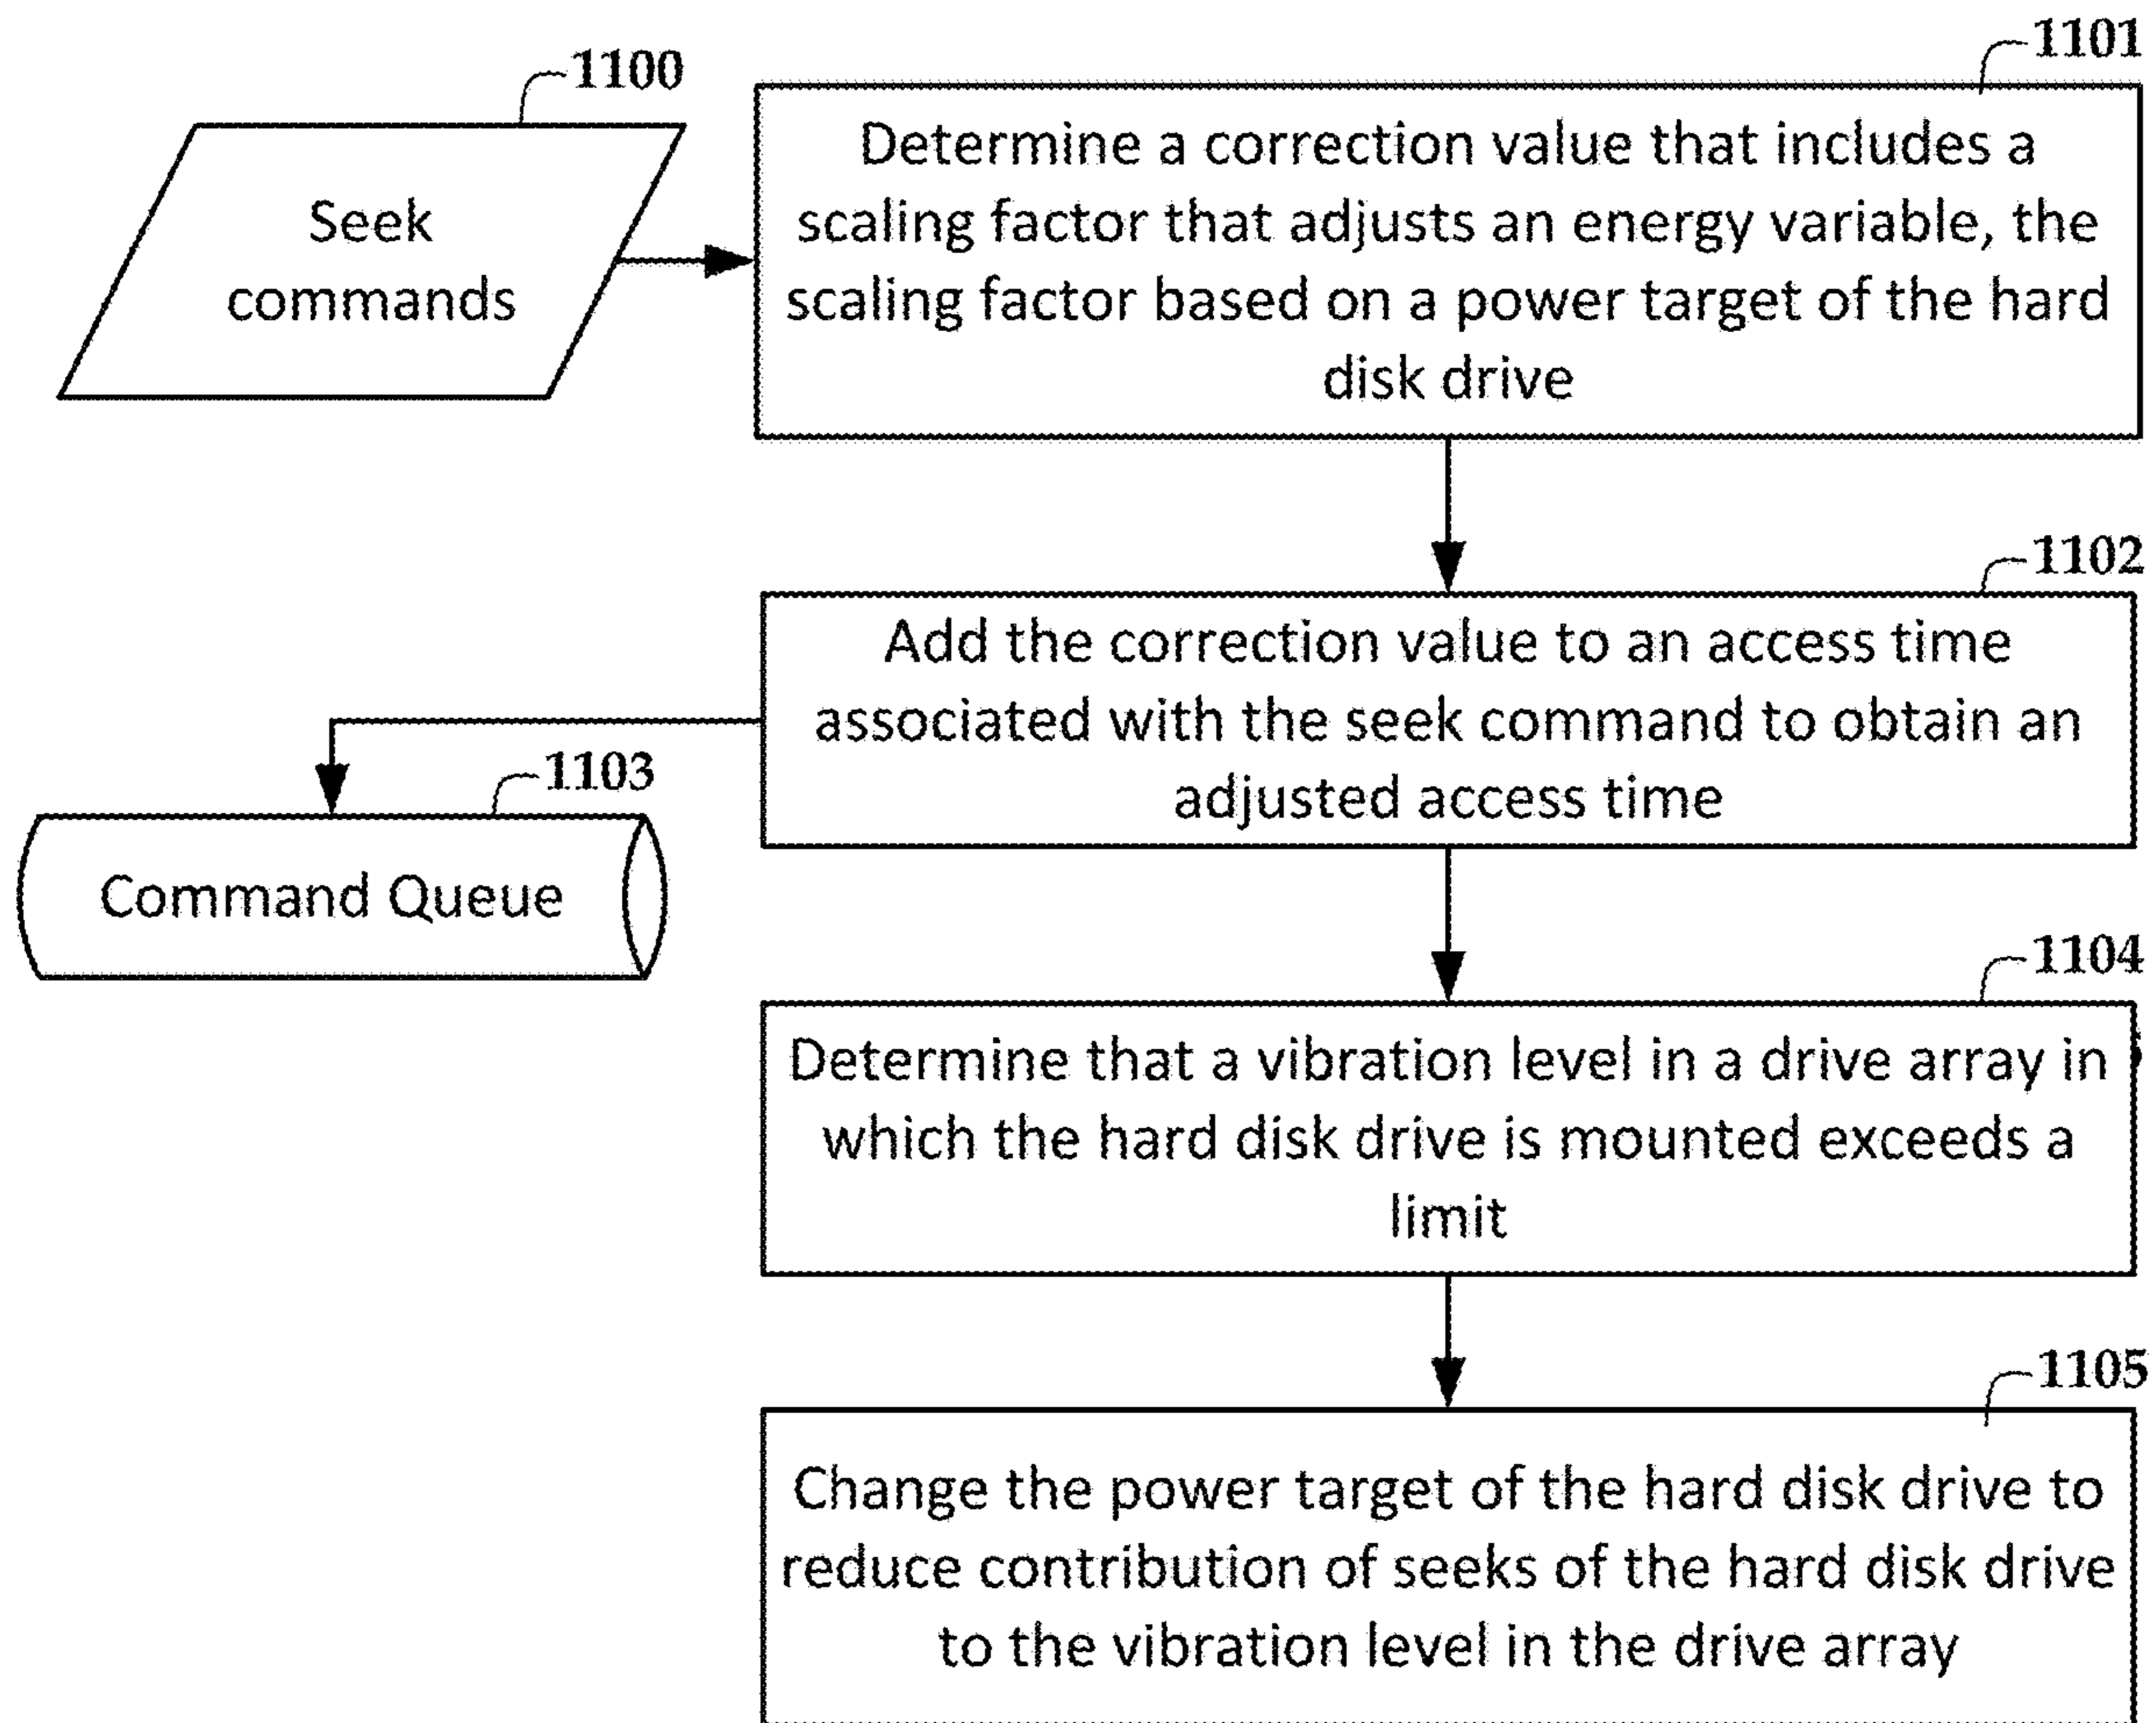 1100
Seek
commands
1101
Determine a correction value that includes a
scaling factor that adjusts an energy variable, the
scaling factor based on a power target of the hard
disk drive
1102
Add the correction value to an access time
associated with the seek command to obtain an
adjusted access time
1103
Command Queue
1104
Determine that a vibration level in a drive array in
which the hard disk drive is mounted exceeds a
limit
1105
Change the power target of the hard disk drive to
reduce contribution of seeks of the hard disk drive
to the vibration level in the drive array